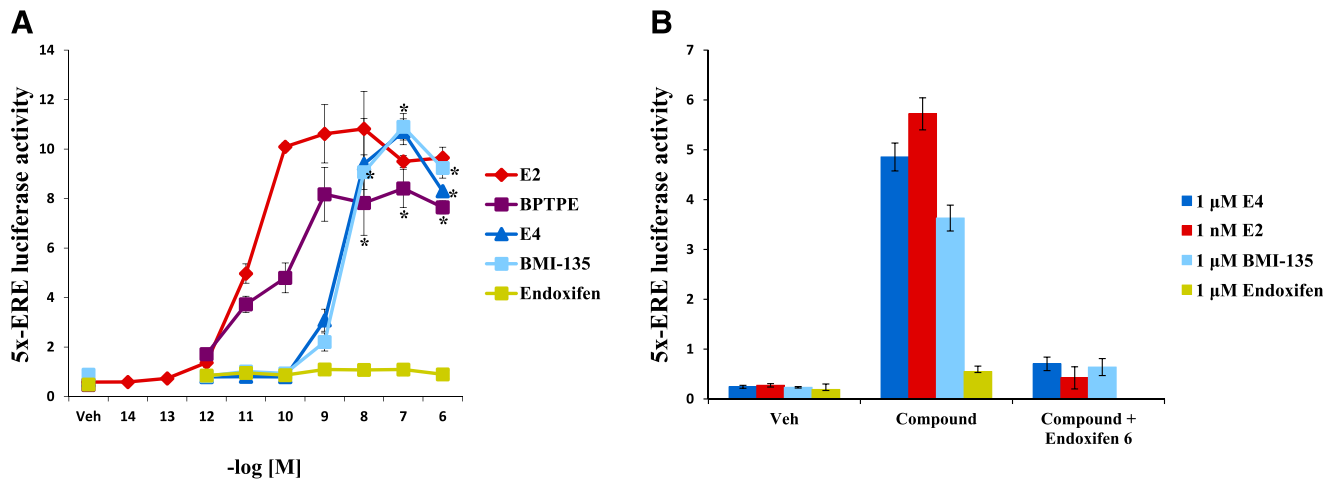 A
5x-ERE luciferase activity
14
12
10
8
6
4
2
0
Veh 14 13 12 11 10 9 8 7 6
-log [M]
* * * * * * *
E2
BPTPE
E4
BMI-135
Endoxifen
B
5x-ERE luciferase activity
7
6
5
4
3
2
1
0
Veh
Compound
Compound +
Endoxifen 6
1 µM E4
1 nM E2
1 µM BMI-135
1 µM Endoxifen